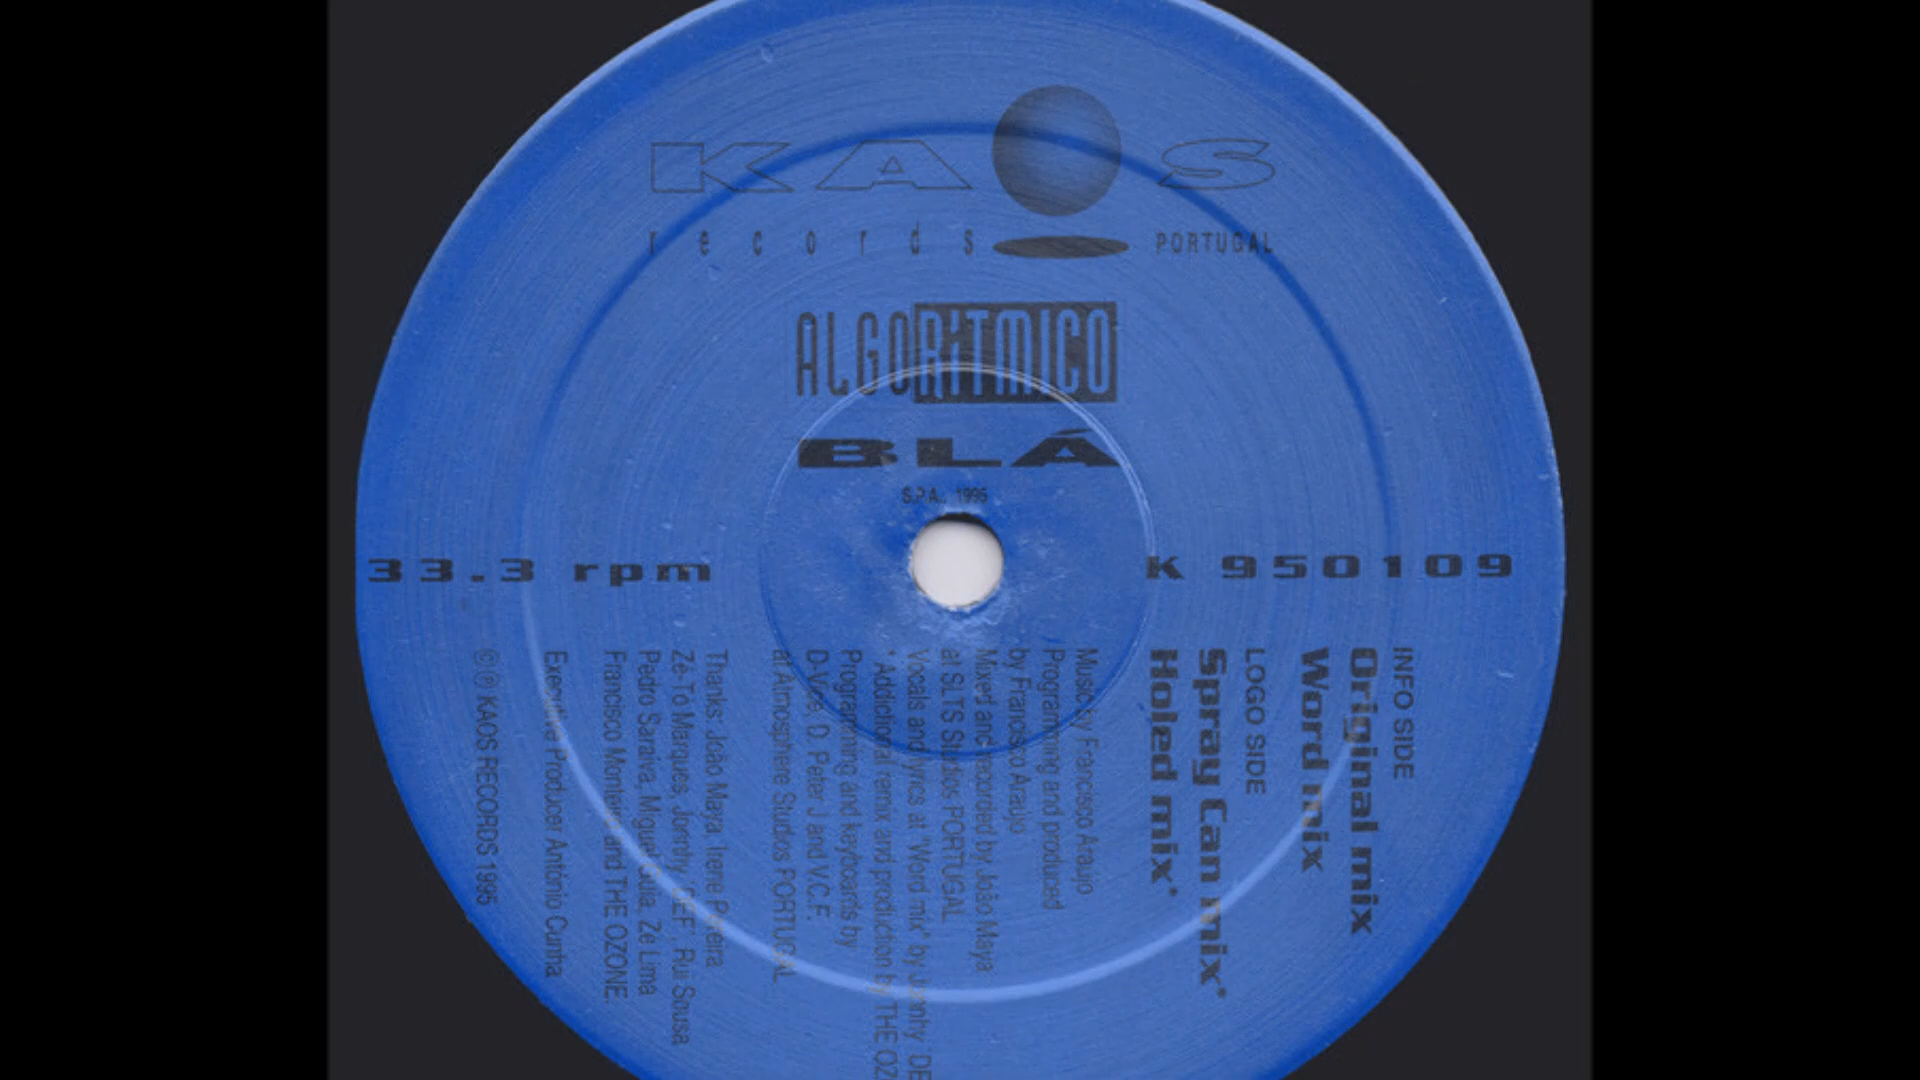 KAOS
records PORTUGAL
ALGORÍTMICO
BLÁ
S.P.A., 1995
33.3 rpm
K 950109
INFO SIDE
Original mix
Word mix
LOGO SIDE
Spray Can mix*
Holed mix*
Music by Francisco Araujo
Programming and produced
by Francisco Araujo
Mixed and recorded by João Maya
at SLTS Studios PORTUGAL
Vocals and lyrics at "Word mix" by Jonnhy
* Addicional remix and production by THE
Programming and keyboards by
D-Vice, D. Peter J and V.C.F.
at Atmosphere Studios PORTUGAL
Thanks: João Maya, Irene Pereira
Zé-Tó Marques, Jonnhy 'DEF', Rui Sousa
Pedro Saraiva, Miguel Júlia, Zé Lima
Francisco Monteiro and THE OZONE.
Executive Producer António Cunha
©℗ KAOS RECORDS 1995